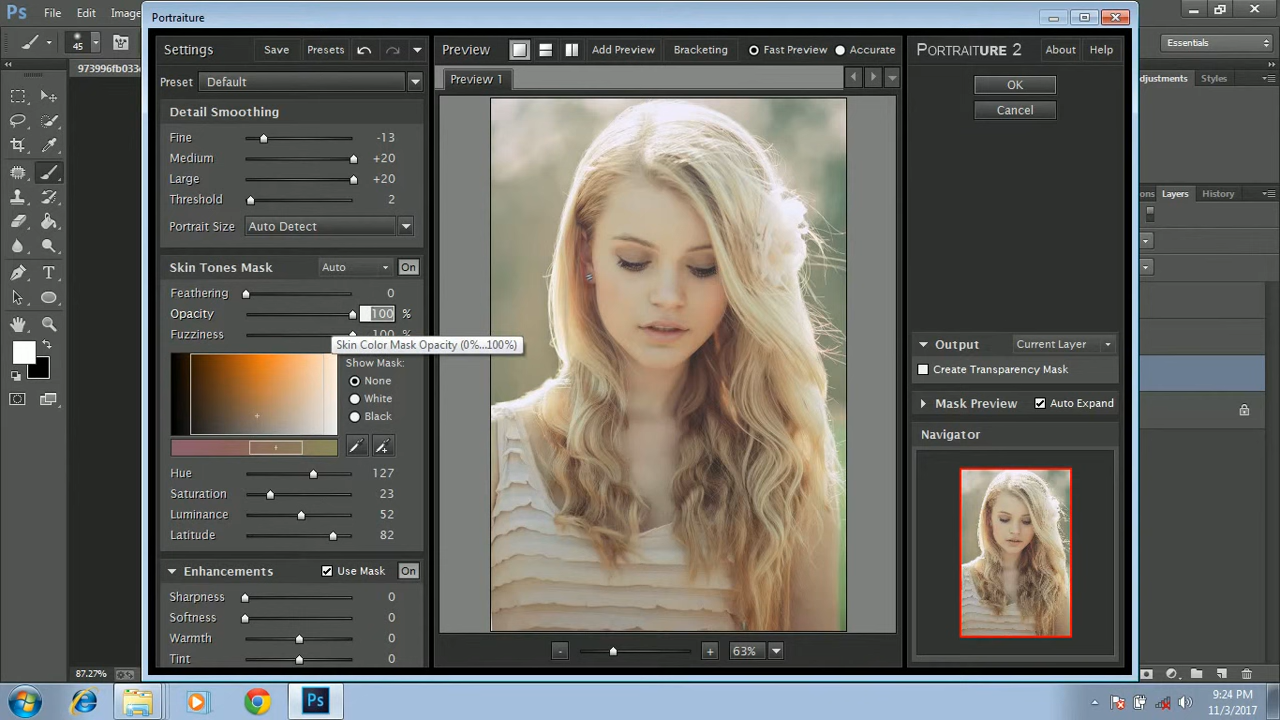 Ps File Edit Image
Portraiture
45
Essentials
973996fb033
Settings Save Presets
Preview Add Preview Bracketing Fast Preview Accurate
PORTRAITURE 2 About Help
Preset Default
Preview 1
OK
Cancel
Adjustments Styles
Detail Smoothing
Fine -13
Medium +20
Large +20
Threshold 2
Portrait Size Auto Detect
Layers History
Skin Tones Mask Auto On
Feathering 0
Opacity 100 %
Fuzziness 100 %
Skin Color Mask Opacity (0%...100%)
Show Mask:
None
White
Black
Hue 127
Saturation 23
Luminance 52
Latitude 82
Enhancements Use Mask On
Sharpness 0
Softness 0
Warmth 0
Tint 0
Output Current Layer
Create Transparency Mask
Mask Preview Auto Expand
Navigator
- + 63%
87.27%
Ps
9:24 PM
11/3/2017